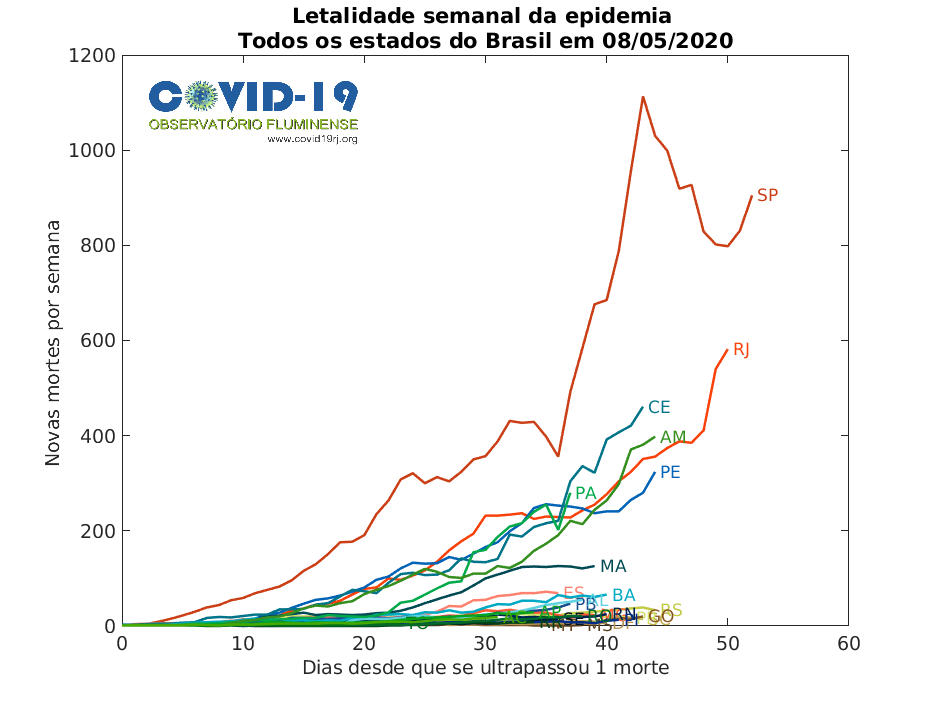 Letalidade semanal da epidemia
Todos os estados do Brasil em 08/05/2020
1200
1000
800
600
400
200
0
COVID-19
OBSERVATÓRIO FLUMINENSE
www.covid19rj.org
Novas mortes por semana
SP
RJ
CE
AM
PE
PA
MA
ES
BA
PB
RS
RN
GO
MS
0
10
20
30
40
50
60
Dias desde que se ultrapassou 1 morte